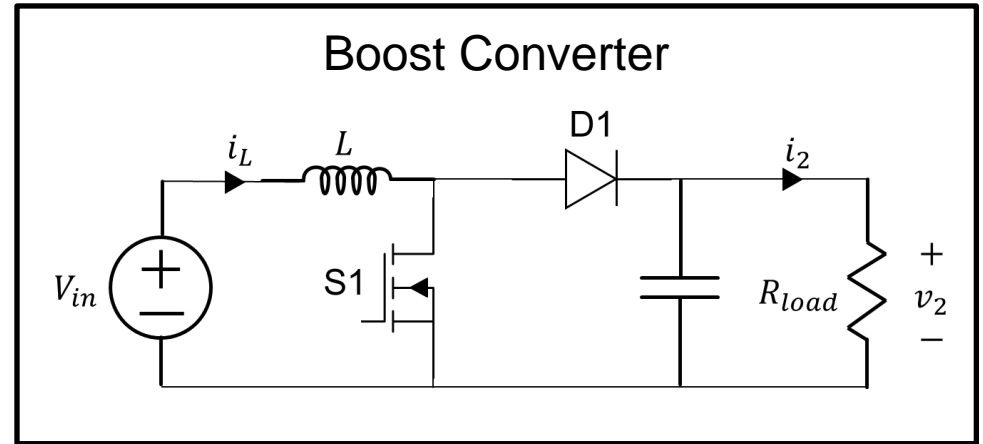 Boost Converter
D1
i_L
L
i_2
S1
V_in
+
−
R_load
+
v_2
−